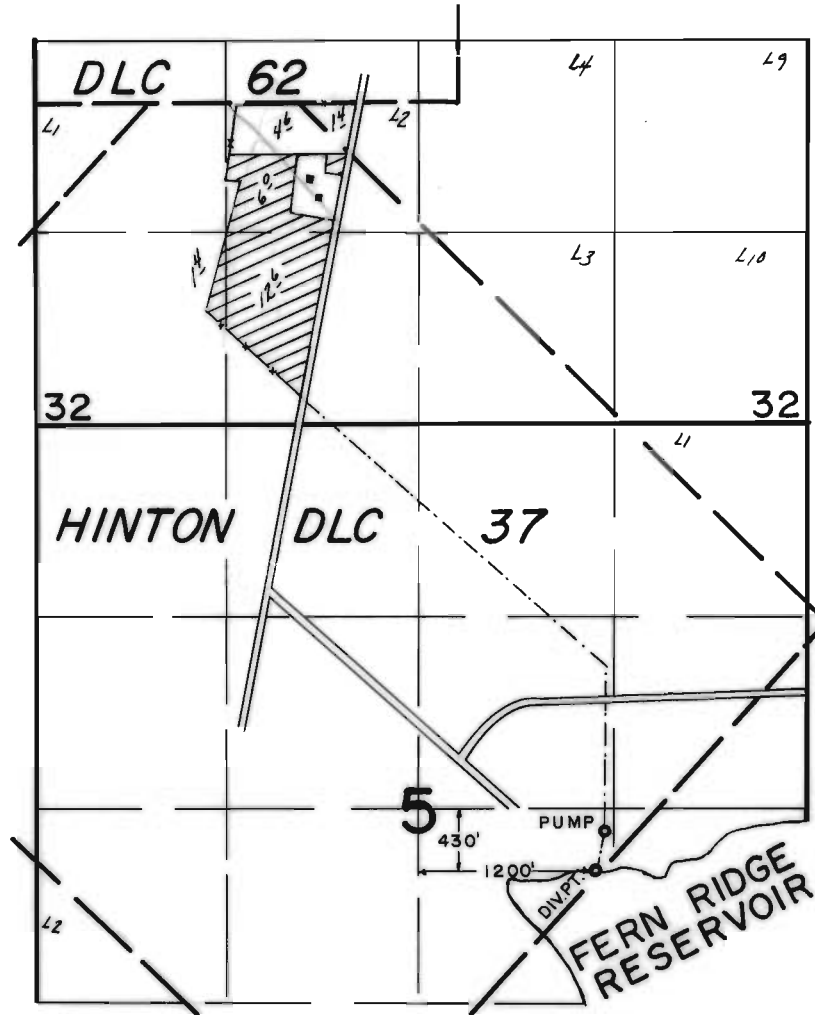 DLC 62
L4
L9
L1
4.6
1.4
L2
6.0
1.4
12.6
L3
L10
32
32
L1
HINTON DLC 37
5
PUMP
430'
1200'
DIV.PT.
L2
FERN RIDGE
RESERVOIR